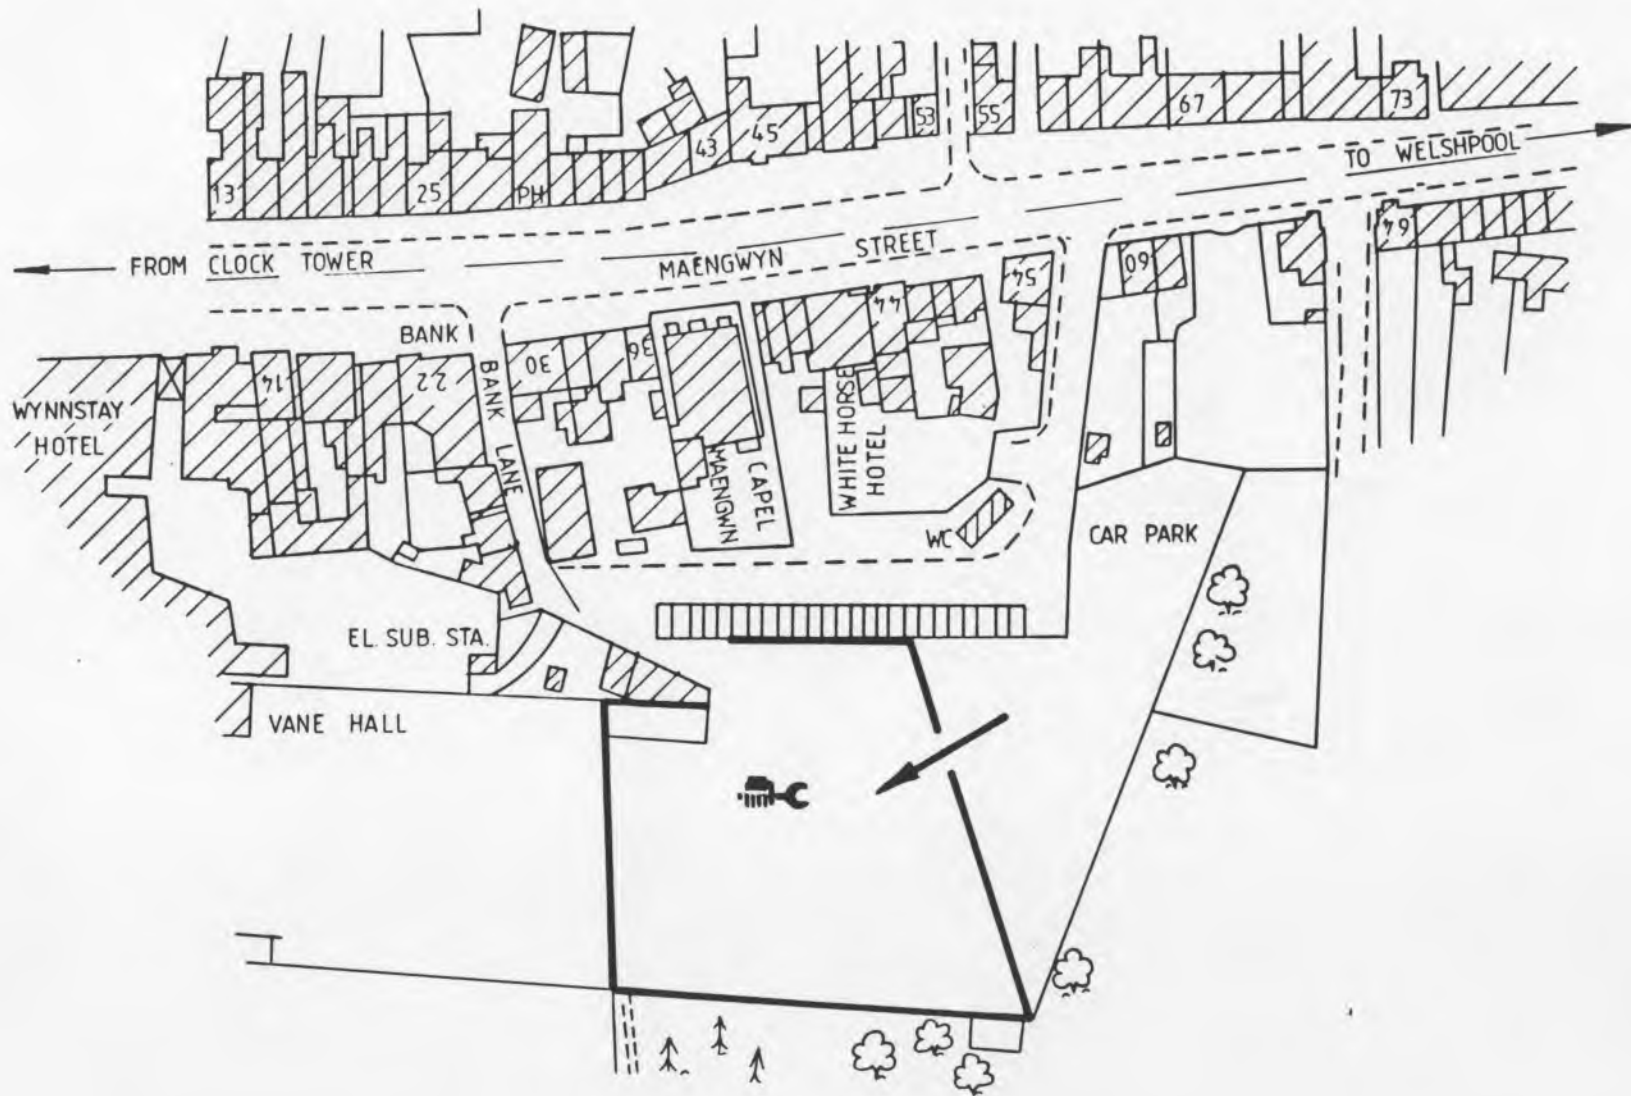 13
25
PH
43
45
53
55
67
73
TO WELSHPOOL
FROM CLOCK TOWER
MAENGWYN STREET
BANK
BANK LANE
WYNNSTAY
HOTEL
14
22
30
36
CAPEL
MAENGWN
WHITE HORSE
HOTEL
44
54
60
64
WC
CAR PARK
EL. SUB. STA.
VANE HALL